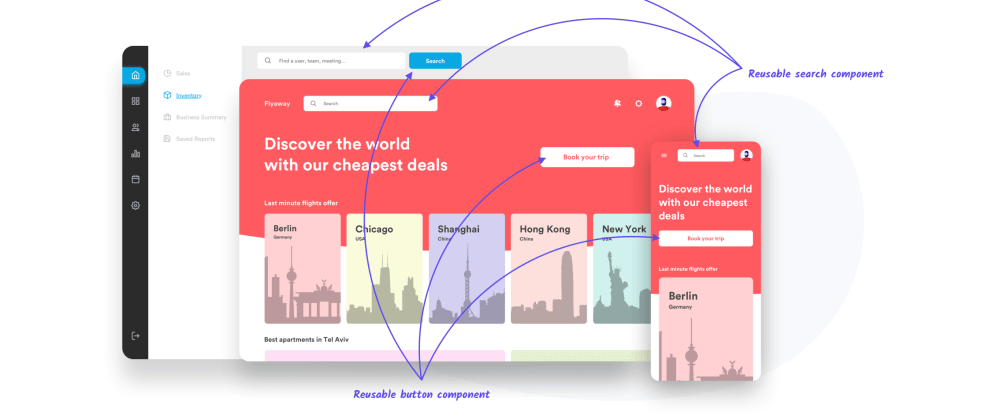 Find a user, team, meeting...
Search
Sales
Inventory
Business Summary
Saved Reports
Reusable search component
Flyaway
Search
Discover the world
with our cheapest deals
Book your trip
Last minute flights offer
Berlin
Germany
Chicago
USA
Shanghai
China
Hong Kong
China
New York
USA
Best apartments in Tel Aviv
Search
Discover the world
with our cheapest
deals
Book your trip
Last minute flights offer
Berlin
Germany
Reusable button component